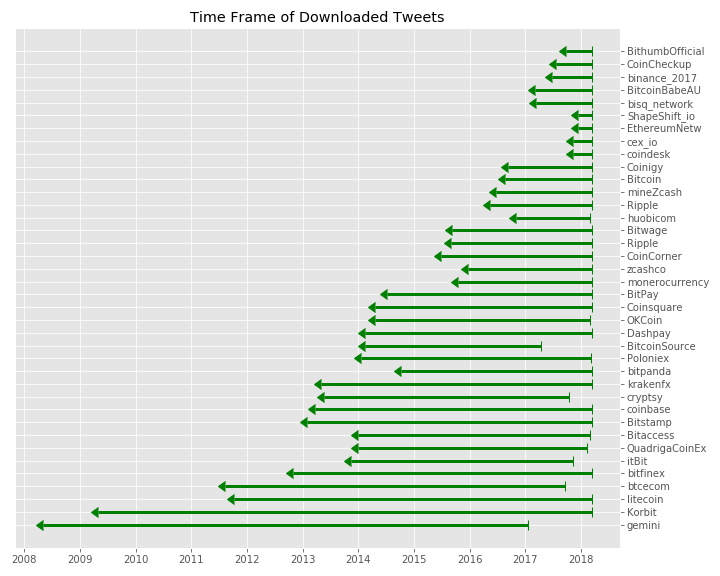 Time Frame of Downloaded Tweets
BithumbOfficial
CoinCheckup
binance_2017
BitcoinBabeAU
bisq_network
ShapeShift_io
EthereumNetw
cex_io
coindesk
Coinigy
Bitcoin
mineZcash
Ripple
huobicom
Bitwage
Ripple
CoinCorner
zcashco
monerocurrency
BitPay
Coinsquare
OKCoin
Dashpay
BitcoinSource
Poloniex
bitpanda
krakenfx
cryptsy
coinbase
Bitstamp
Bitaccess
QuadrigaCoinEx
itBit
bitfinex
btcecom
litecoin
Korbit
gemini
2008 2009 2010 2011 2012 2013 2014 2015 2016 2017 2018